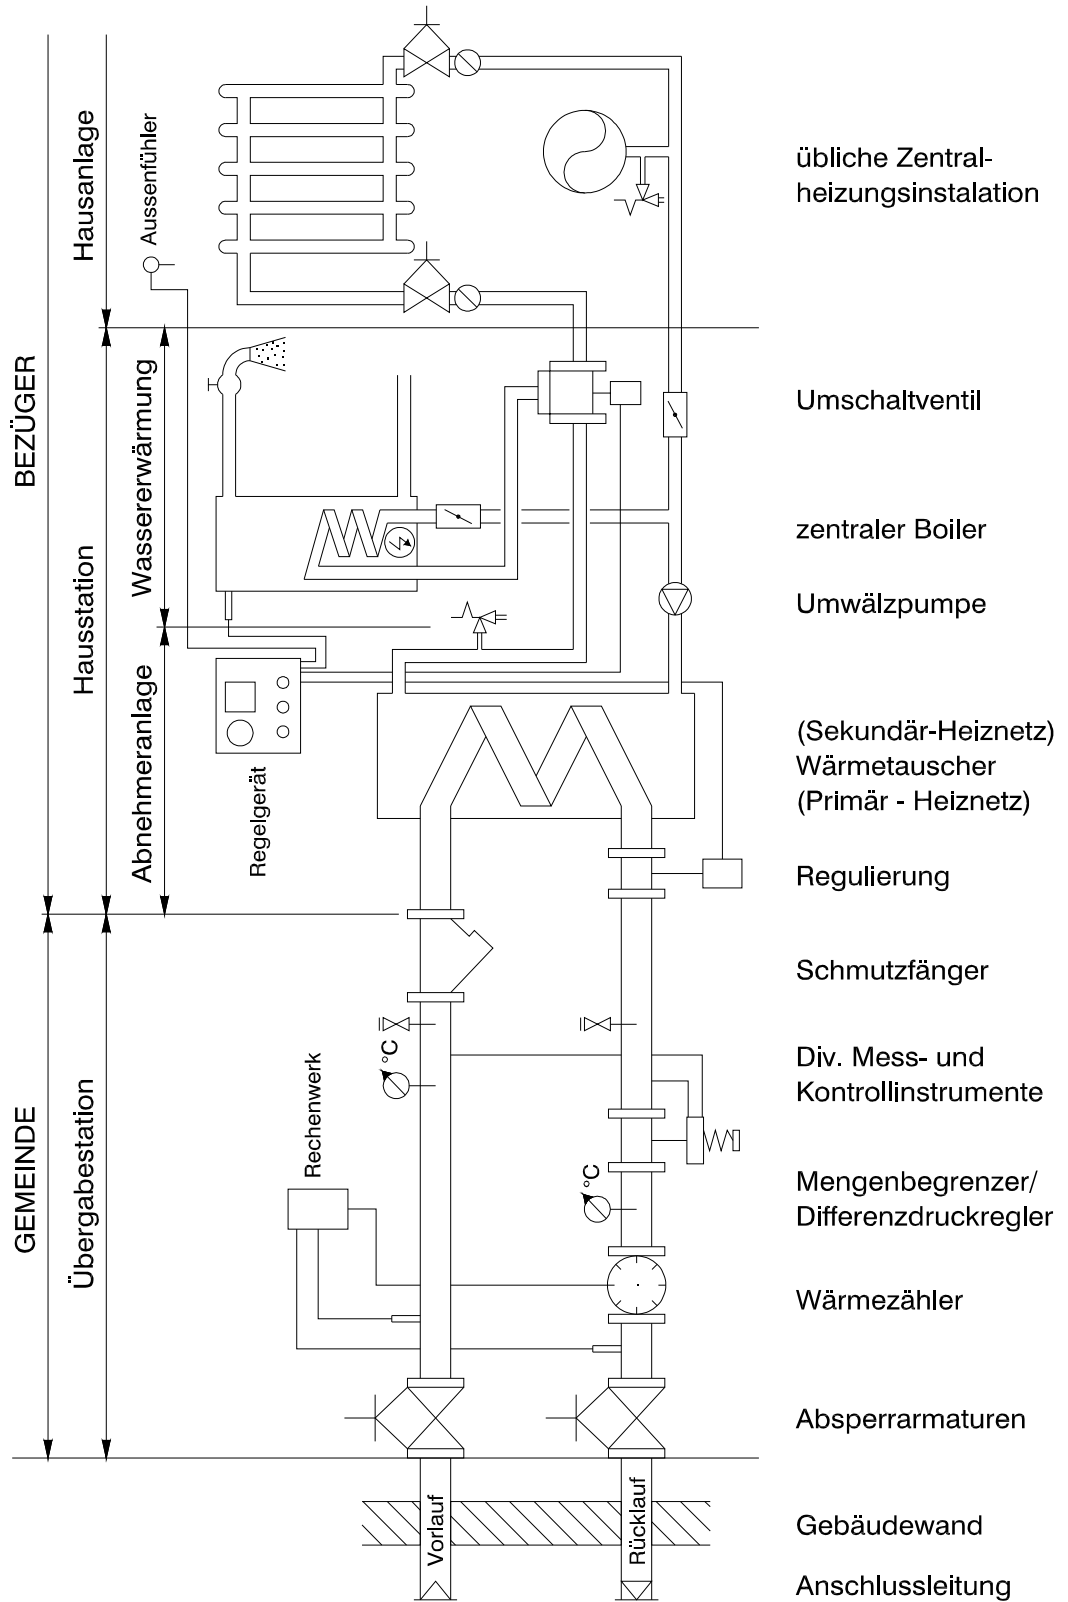 BEZÜGER
GEMEINDE
Hausanlage
Hausstation
Übergabestation
Wassererwärmung
Abnehmeranlage
Aussenfühler
Regelgerät
Rechenwerk
°C
°C
Vorlauf
Rücklauf
übliche Zentral-
heizungsinstalation
Umschaltventil
zentraler Boiler
Umwälzpumpe
(Sekundär-Heiznetz)
Wärmetauscher
(Primär - Heiznetz)
Regulierung
Schmutzfänger
Div. Mess- und
Kontrollinstrumente
Mengenbegrenzer/
Differenzdruckregler
Wärmezähler
Absperrarmaturen
Gebäudewand
Anschlussleitung